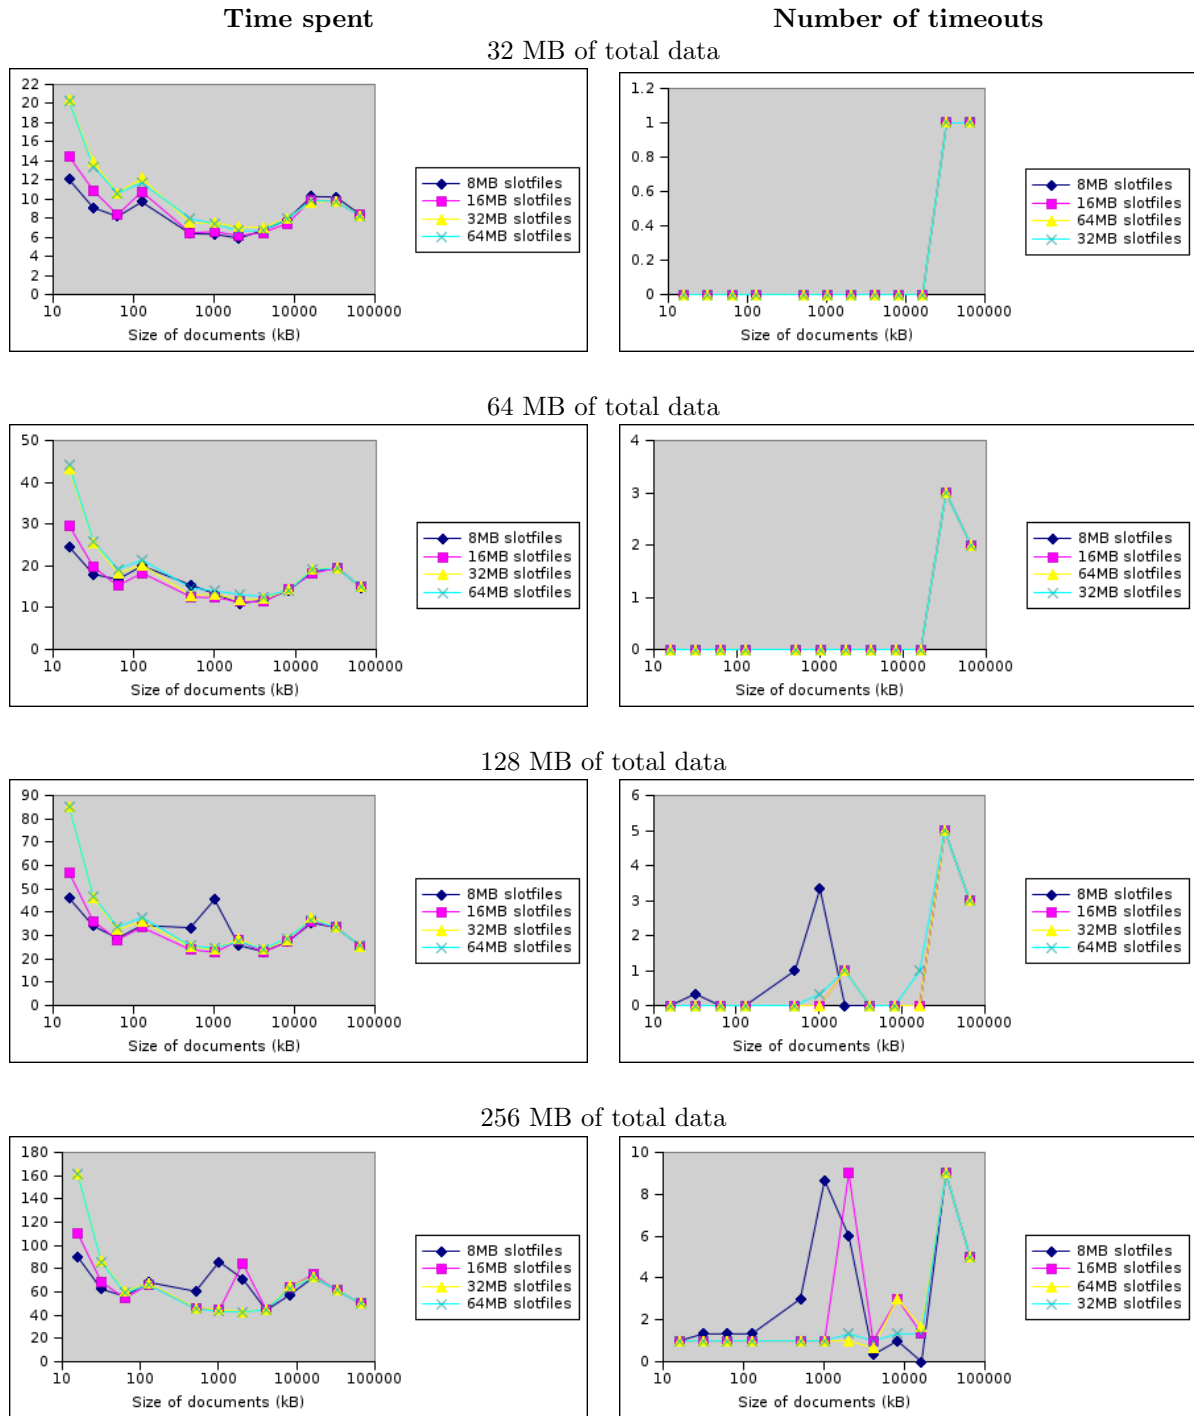 Time spent
Number of timeouts
32 MB of total data
22
20
18
16
14
12
10
8
6
4
2
0
10 100 1000 10000 100000
Size of documents (kB)
8MB slotfiles
16MB slotfiles
32MB slotfiles
64MB slotfiles
1.2
1
0.8
0.6
0.4
0.2
0
10 100 1000 10000 100000
Size of documents (kB)
8MB slotfiles
16MB slotfiles
64MB slotfiles
32MB slotfiles
64 MB of total data
50
40
30
20
10
0
10 100 1000 10000 100000
Size of documents (kB)
8MB slotfiles
16MB slotfiles
32MB slotfiles
64MB slotfiles
4
3
2
1
0
10 100 1000 10000 100000
Size of documents (kB)
8MB slotfiles
16MB slotfiles
64MB slotfiles
32MB slotfiles
128 MB of total data
90
80
70
60
50
40
30
20
10
0
10 100 1000 10000 100000
Size of documents (kB)
8MB slotfiles
16MB slotfiles
32MB slotfiles
64MB slotfiles
6
5
4
3
2
1
0
10 100 1000 10000 100000
Size of documents (kB)
8MB slotfiles
16MB slotfiles
32MB slotfiles
64MB slotfiles
256 MB of total data
180
160
140
120
100
80
60
40
20
0
10 100 1000 10000 100000
Size of documents (kB)
8MB slotfiles
16MB slotfiles
32MB slotfiles
64MB slotfiles
10
8
6
4
2
0
10 100 1000 10000 100000
Size of documents (kB)
8MB slotfiles
16MB slotfiles
64MB slotfiles
32MB slotfiles